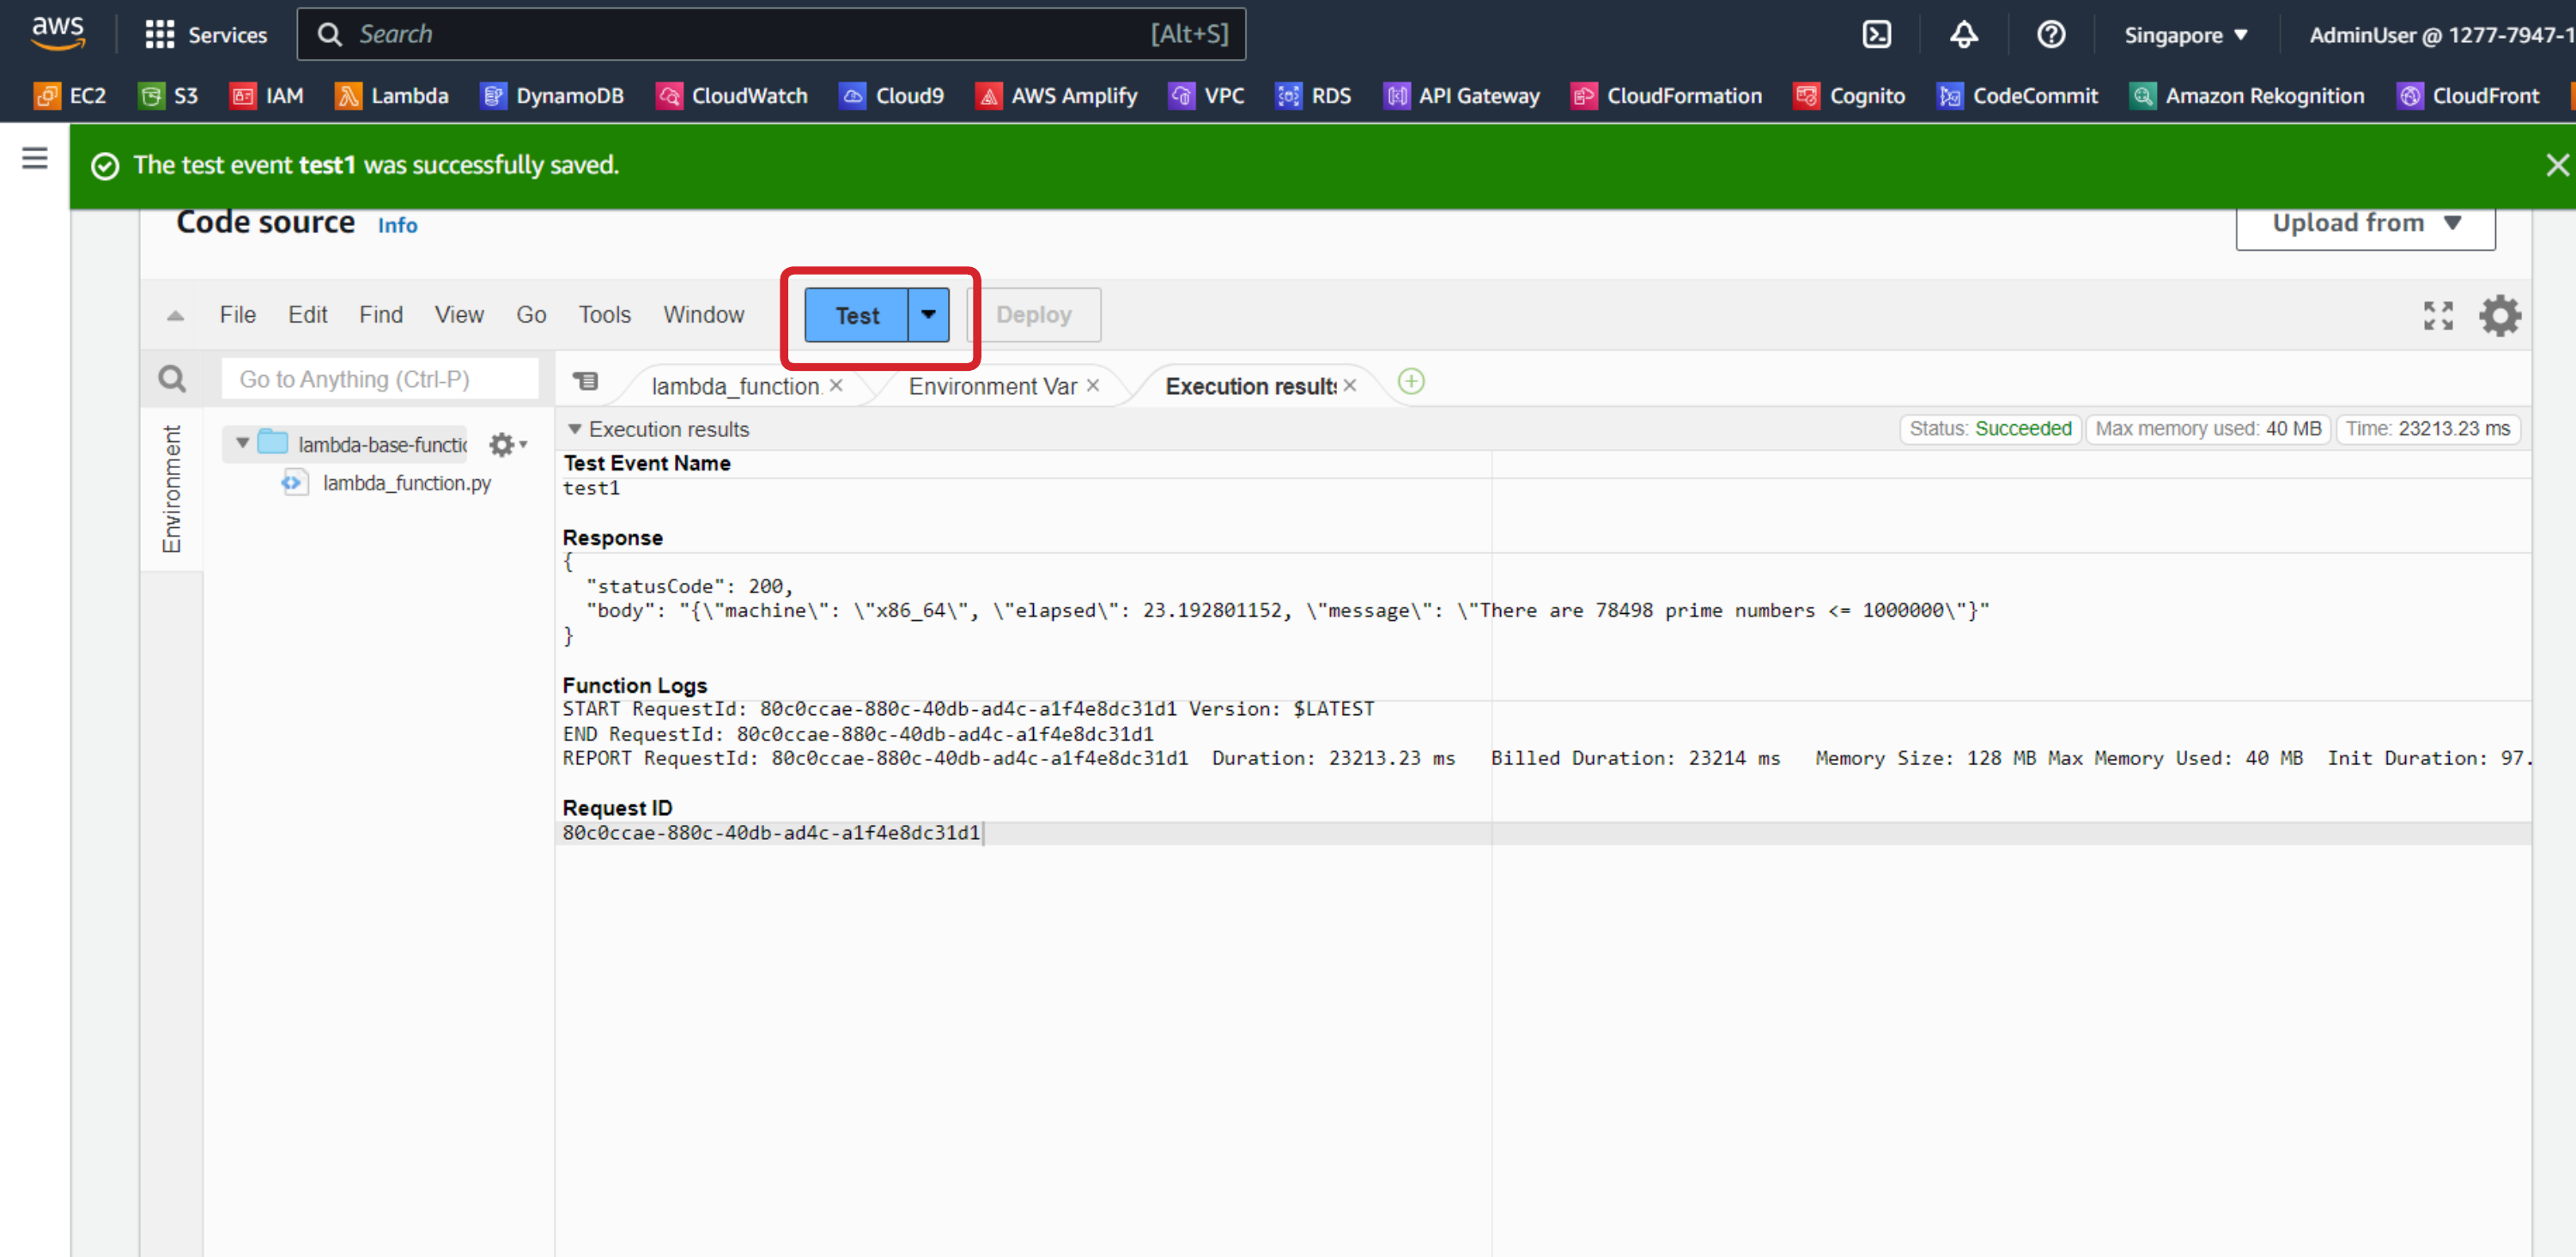 aws Services Search [Alt+S] Singapore ▼ AdminUser @ 1277-7947-1
EC2 S3 IAM Lambda DynamoDB CloudWatch Cloud9 AWS Amplify VPC RDS API Gateway CloudFormation Cognito CodeCommit Amazon Rekognition CloudFront
The test event test1 was successfully saved.
Code source Info Upload from ▼
File Edit Find View Go Tools Window Test Deploy
Go to Anything (Ctrl-P) lambda_function. × Environment Var × Execution results ×
Environment
lambda-base-functio
lambda_function.py
Execution results Status: Succeeded Max memory used: 40 MB Time: 23213.23 ms
Test Event Name
test1
Response
{
"statusCode": 200,
"body": "{\"machine\": \"x86_64\", \"elapsed\": 23.192801152, \"message\": \"There are 78498 prime numbers <= 1000000\"}"
}
Function Logs
START RequestId: 80c0ccae-880c-40db-ad4c-a1f4e8dc31d1 Version: $LATEST
END RequestId: 80c0ccae-880c-40db-ad4c-a1f4e8dc31d1
REPORT RequestId: 80c0ccae-880c-40db-ad4c-a1f4e8dc31d1 Duration: 23213.23 ms Billed Duration: 23214 ms Memory Size: 128 MB Max Memory Used: 40 MB Init Duration: 97.
Request ID
80c0ccae-880c-40db-ad4c-a1f4e8dc31d1